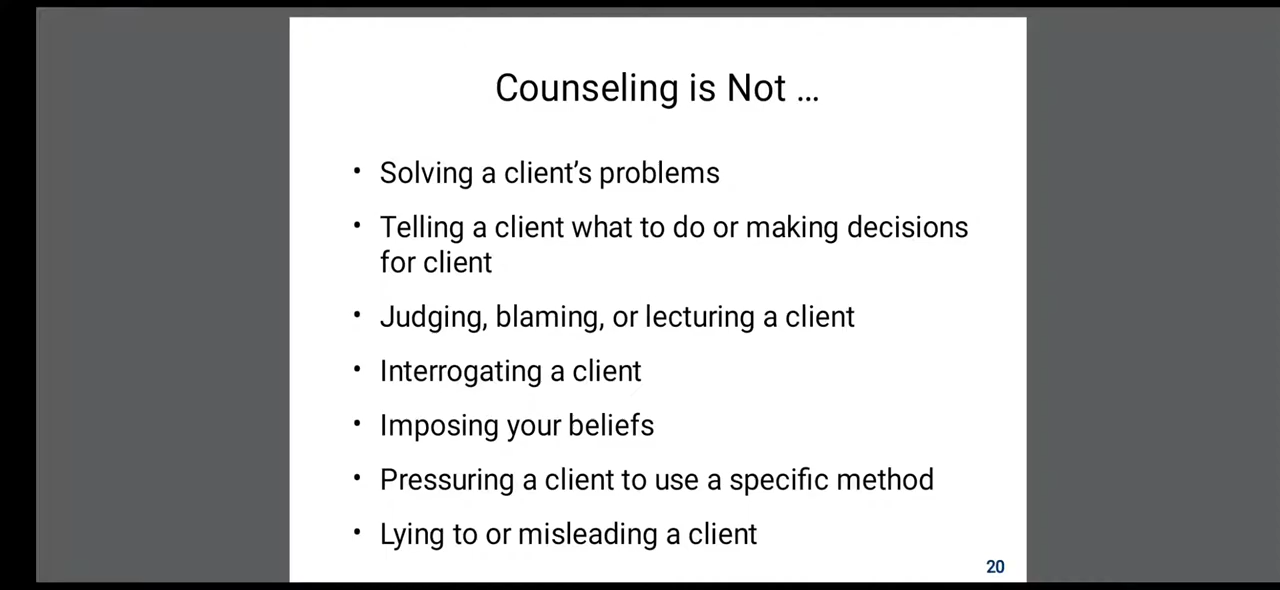 Counseling is Not …
• Solving a client’s problems
• Telling a client what to do or making decisions
for client
• Judging, blaming, or lecturing a client
• Interrogating a client
• Imposing your beliefs
• Pressuring a client to use a specific method
• Lying to or misleading a client
20